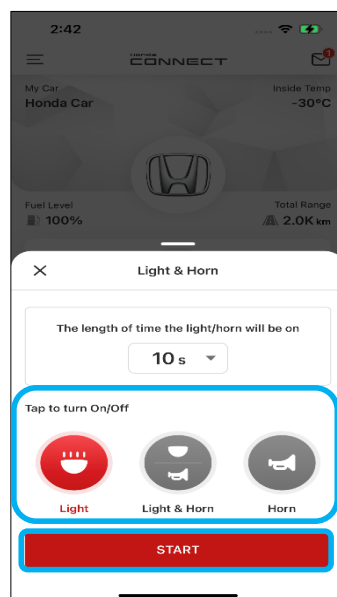 2:42
HONDA
CONNECT
1
My Car
Inside Temp
Honda Car
-30°C
Fuel Level
Total Range
100%
2.0K km
Light & Horn
The length of time the light/horn will be on
10 s
Tap to turn On/Off
Light
Light & Horn
Horn
START